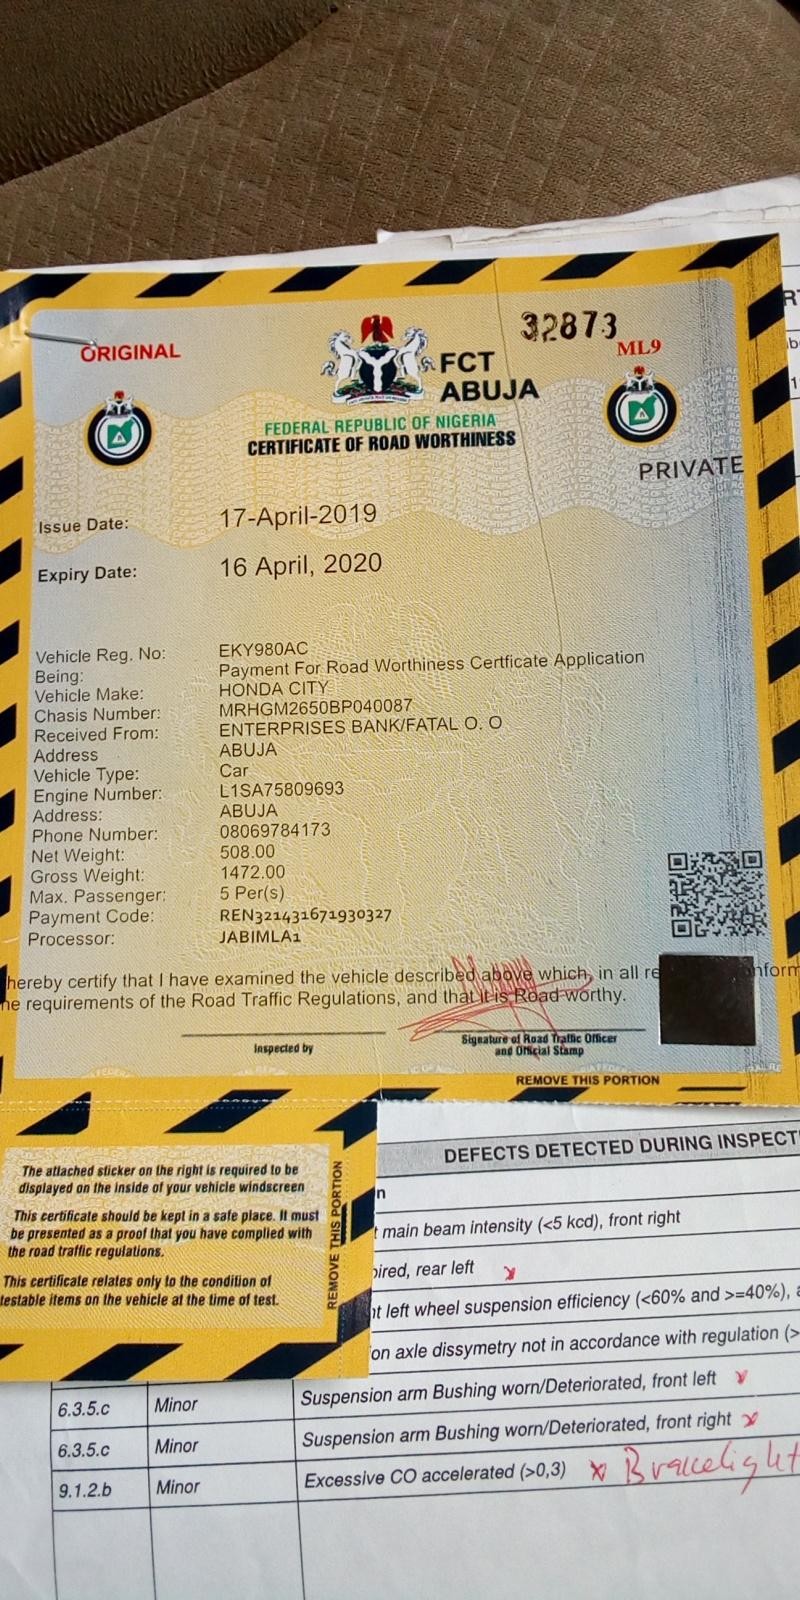 32873
ORIGINAL
FCT
ABUJA
ML9
FEDERAL REPUBLIC OF NIGERIA
CERTIFICATE OF ROAD WORTHINESS
PRIVATE
Issue Date: 17-April-2019
Expiry Date: 16 April, 2020
Vehicle Reg. No: EKY980AC
Being: Payment For Road Worthiness Certficate Application
Vehicle Make: HONDA CITY
Chasis Number: MRHGM2650BP040087
Received From: ENTERPRISES BANK/FATAL O. O
Address ABUJA
Vehicle Type: Car
Engine Number: L1SA75809693
Address: ABUJA
Phone Number: 08069784173
Net Weight: 508.00
Gross Weight: 1472.00
Max. Passenger: 5 Per(s)
Payment Code: REN321431671930327
Processor: JABIMLA1
hereby certify that I have examined the vehicle described above which, in all re nform
he requirements of the Road Traffic Regulations, and that it is Road worthy.
Inspected by
Signature of Road Traffic Officer
and Official Stamp
REMOVE THIS PORTION
The attached sticker on the right is required to be
displayed on the inside of your vehicle windscreen
This certificate should be kept in a safe place. It must
be presented as a proof that you have complied with
the road traffic regulations.
This certificate relates only to the condition of
testable items on the vehicle at the time of test.
REMOVE THIS PORTION
DEFECTS DETECTED DURING INSPECTI
n
t main beam intensity (<5 kcd), front right
pired, rear left
nt left wheel suspension efficiency (<60% and >=40%), a
on axle dissymetry not in accordance with regulation (>
6.3.5.c Minor Suspension arm Bushing worn/Deteriorated, front left
6.3.5.c Minor Suspension arm Bushing worn/Deteriorated, front right
9.1.2.b Minor Excessive CO accelerated (>0,3) Bracelight